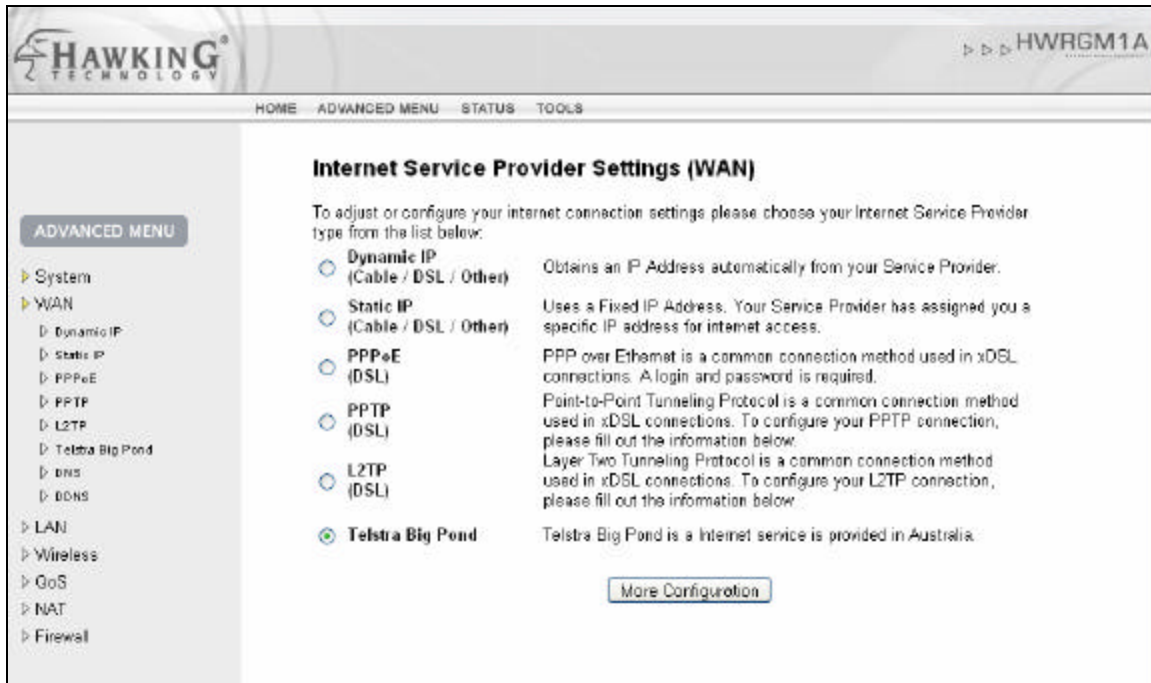 HAWKING®
TECHNOLOGY
HWRGM1A
HOME ADVANCED MENU STATUS TOOLS
ADVANCED MENU
System
WAN
Dynamic IP
Static IP
PPPoE
PPTP
L2TP
Telstra Big Pond
DNS
DDNS
LAN
Wireless
QoS
NAT
Firewall
Internet Service Provider Settings (WAN)
To adjust or configure your internet connection settings please choose your Internet Service Provider
type from the list below:
Dynamic IP
(Cable / DSL / Other)
Obtains an IP Address automatically from your Service Provider.
Static IP
(Cable / DSL / Other)
Uses a Fixed IP Address. Your Service Provider has assigned you a
specific IP address for internet access.
PPPoE
(DSL)
PPP over Ethernet is a common connection method used in xDSL
connections. A login and password is required.
PPTP
(DSL)
Point-to-Point Tunneling Protocol is a common connection method
used in xDSL connections. To configure your PPTP connection,
please fill out the information below.
L2TP
(DSL)
Layer Two Tunneling Protocol is a common connection method
used in xDSL connections. To configure your L2TP connection,
please fill out the information below
Telstra Big Pond
Telstra Big Pond is a Internet service is provided in Australia.
More Configuration